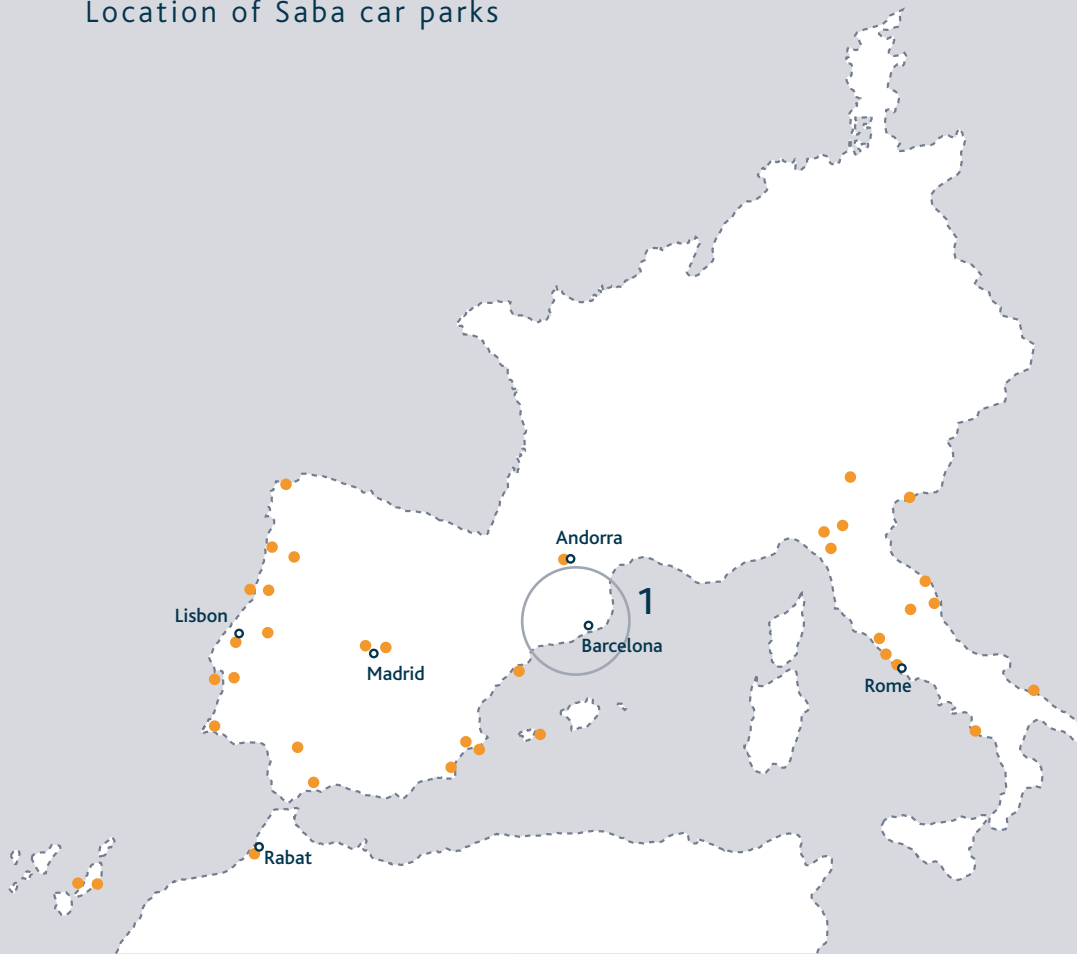 Location of Saba car parks
Andorra
1
Lisbon
Barcelona
Madrid
Rome
Rabat